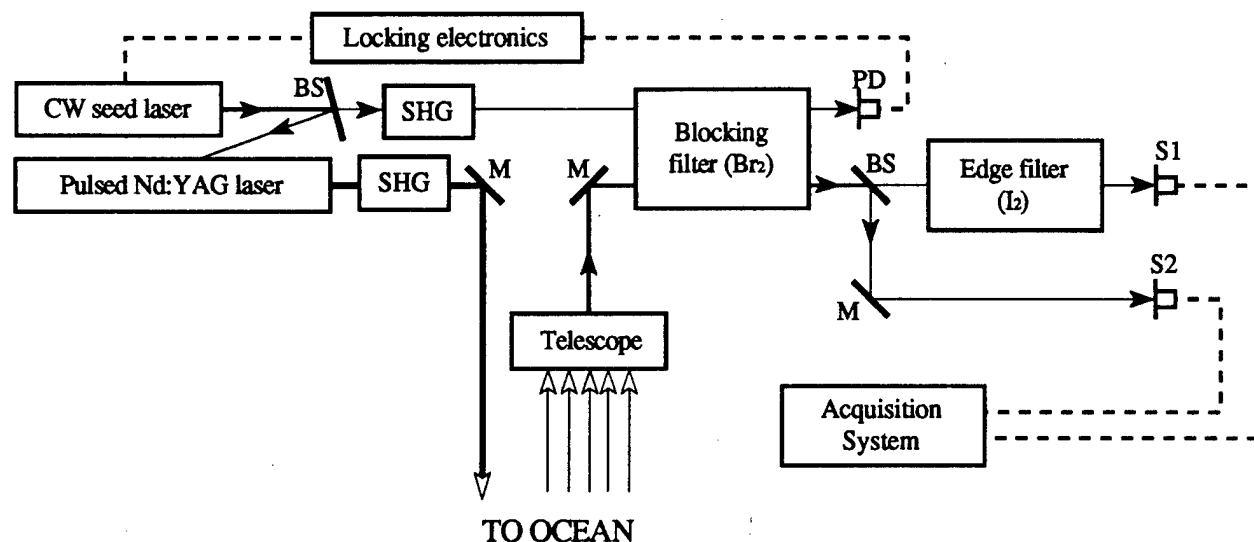 Locking electronics
CW seed laser
BS
SHG
PD
Blocking
filter (Br₂)
Pulsed Nd:YAG laser
SHG
M
M
BS
Edge filter
(I₂)
S1
S2
M
Telescope
Acquisition
System
TO OCEAN